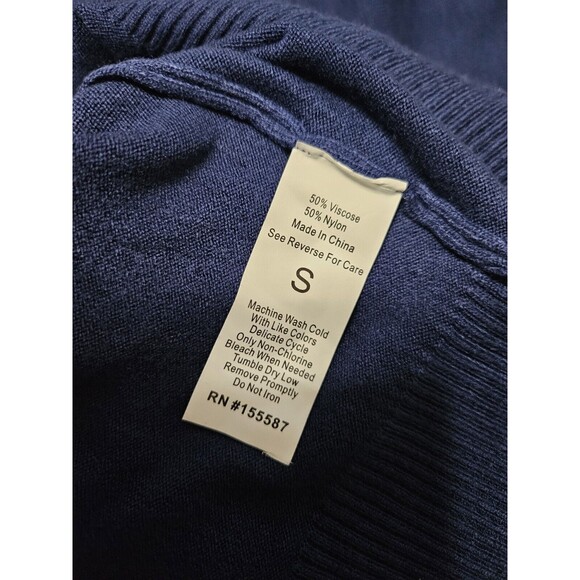 50% Viscose
50% Nylon
Made In China
See Reverse For Care
S
Machine Wash Cold
With Like Colors
Delicate Cycle
Only Non-Chlorine
Bleach When Needed
Tumble Dry Low
Remove Promptly
Do Not Iron
RN #155587